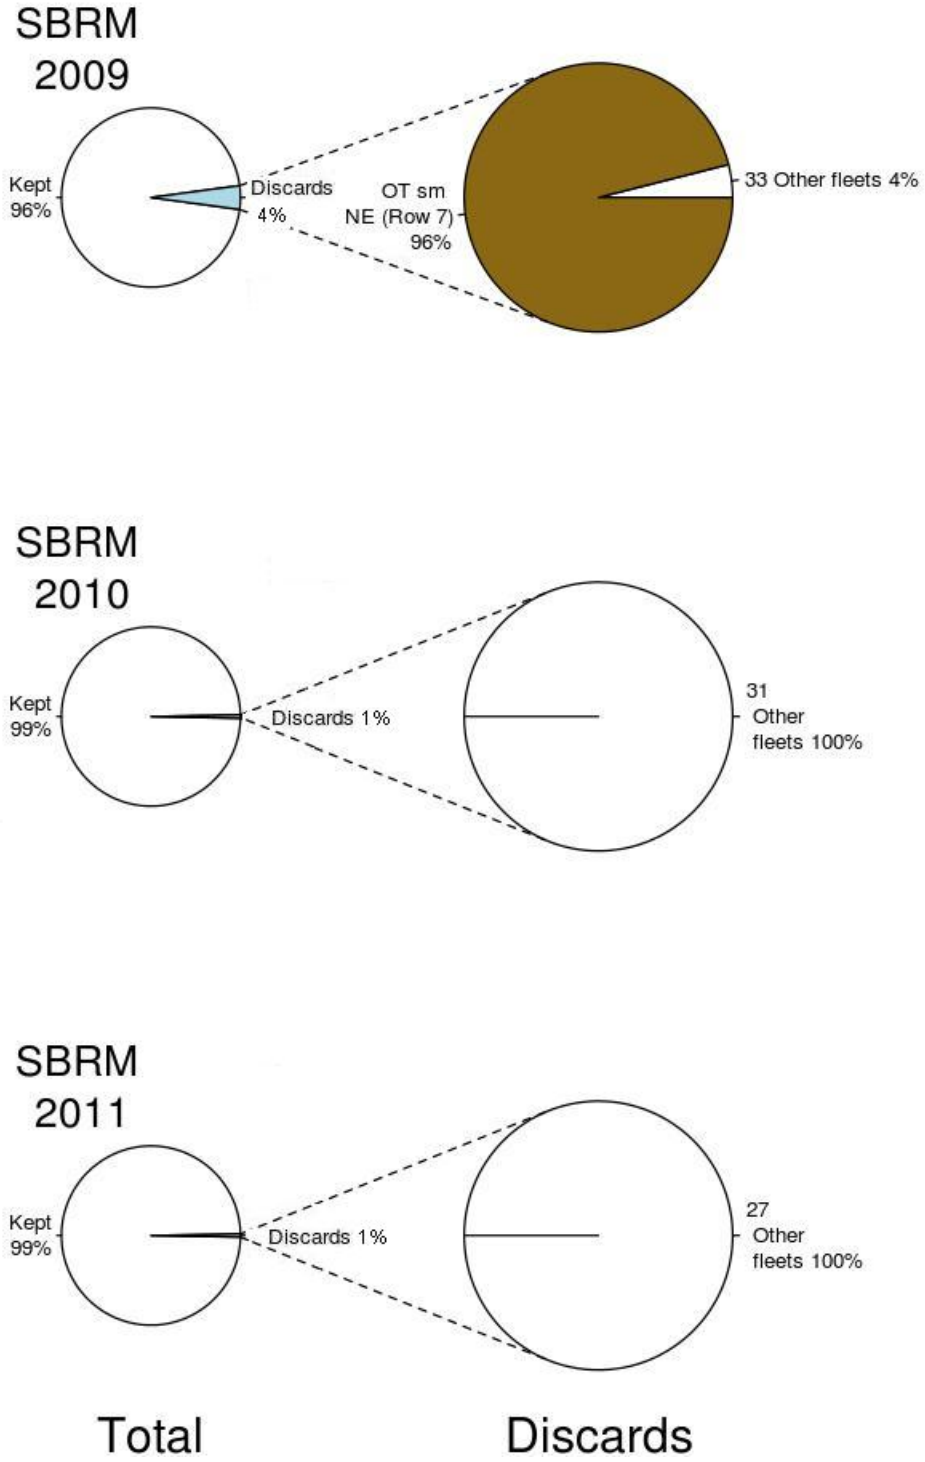 SBRM
2009
Kept
96%
Discards
4%
OT sm
NE (Row 7)
96%
33 Other fleets 4%
SBRM
2010
Kept
99%
Discards 1%
31
Other
fleets 100%
SBRM
2011
Kept
99%
Discards 1%
27
Other
fleets 100%
Total
Discards